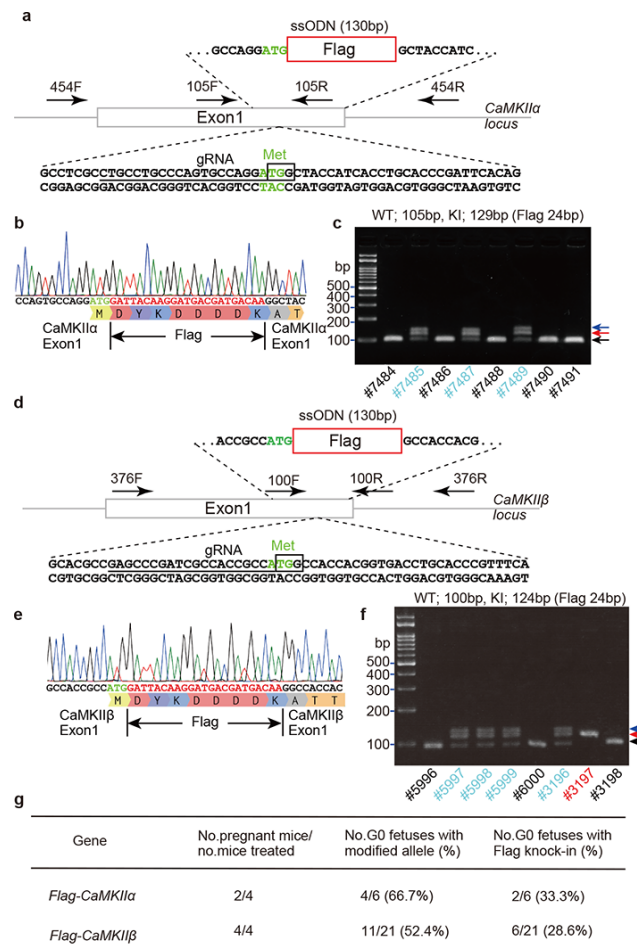 a
ssODN (130bp)
...GCCAGGATG Flag GCTACCATC...
454F 105F 105R 454R
Exon1
CaMKIIα
locus
gRNA Met
GCCTCGCCTGCCTGCCCAGTGCCAGGATGGCTACCATCACCTGCACCCGATTCACAG
CGGAGCGGACGGACGGGTCACGGTCCTACCGATGGTAGTGGACGTGGGCTAAGTGTC
b
CCAGTGCCAGGATGGATTACAAGGATGACGATGACAAGGCTAC
M D Y K D D D D K A T
CaMKIIα
Exon1
Flag
CaMKIIα
Exon1
c
WT; 105bp, KI; 129bp (Flag 24bp)
bp
500
400
300
200
100
#7484 #7485 #7486 #7487 #7488 #7489 #7490 #7491
d
ssODN (130bp)
...ACCGCCATG Flag GCCACCACG...
376F 100F 100R 376R
Exon1
CaMKIIβ
locus
gRNA Met
GCACGCCGAGCCCGATCGCCACCGCCATGGCCACCACGGTGACCTGCACCCGTTTCA
CGTGCGGCTCGGGCTAGCGGTGGCGGTACCGGTGGTGCCACTGGACGTGGGCAAAGT
e
GCCACCGCCATGGATTACAAGGATGACGATGACAAGGCCACCAC
M D Y K D D D D K A T T
CaMKIIβ
Exon1
Flag
CaMKIIβ
Exon1
f
WT; 100bp, KI; 124bp (Flag 24bp)
bp
500
400
300
200
100
#5996 #5997 #5998 #5999 #6000 #3196 #3197 #3198
g
Gene No.pregnant mice/ no.mice treated No.G0 fetuses with modified allele (%) No.G0 fetuses with Flag knock-in (%)
Flag-CaMKIIα 2/4 4/6 (66.7%) 2/6 (33.3%)
Flag-CaMKIIβ 4/4 11/21 (52.4%) 6/21 (28.6%)